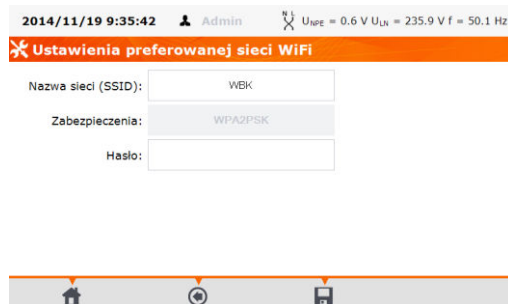 2014/11/19 9:35:42 Admin N L UNPE = 0.6 V ULN = 235.9 V f = 50.1 Hz
Ustawienia preferowanej sieci WiFi
Nazwa sieci (SSID): WBK
Zabezpieczenia: WPA2PSK
Hasło: